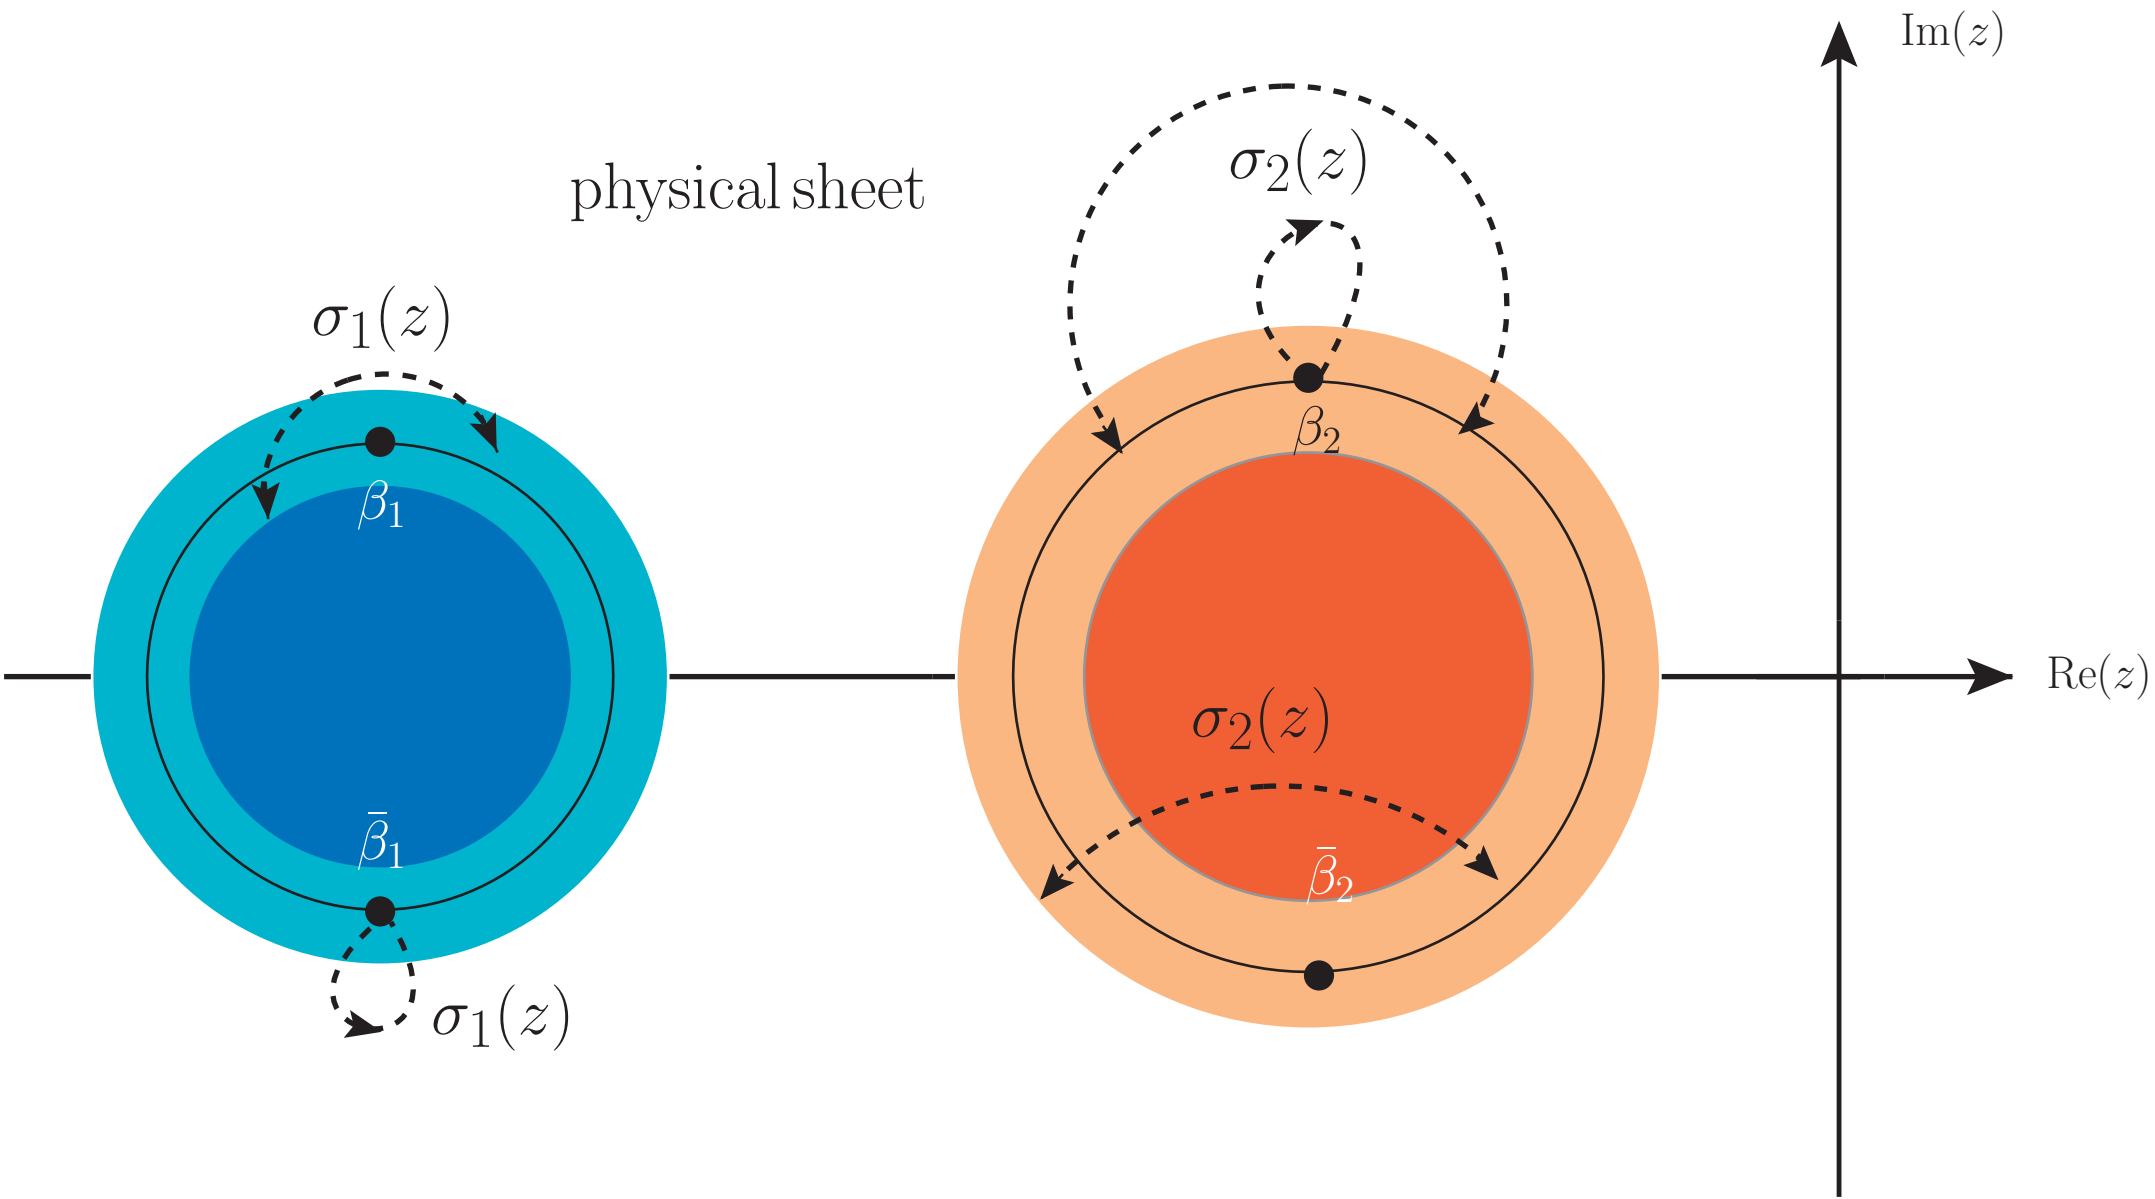 Im(z)
σ₂(z)
physical sheet
σ₁(z)
β₂
β₁
Re(z)
σ₂(z)
β̄₁
β̄₂
σ₁(z)